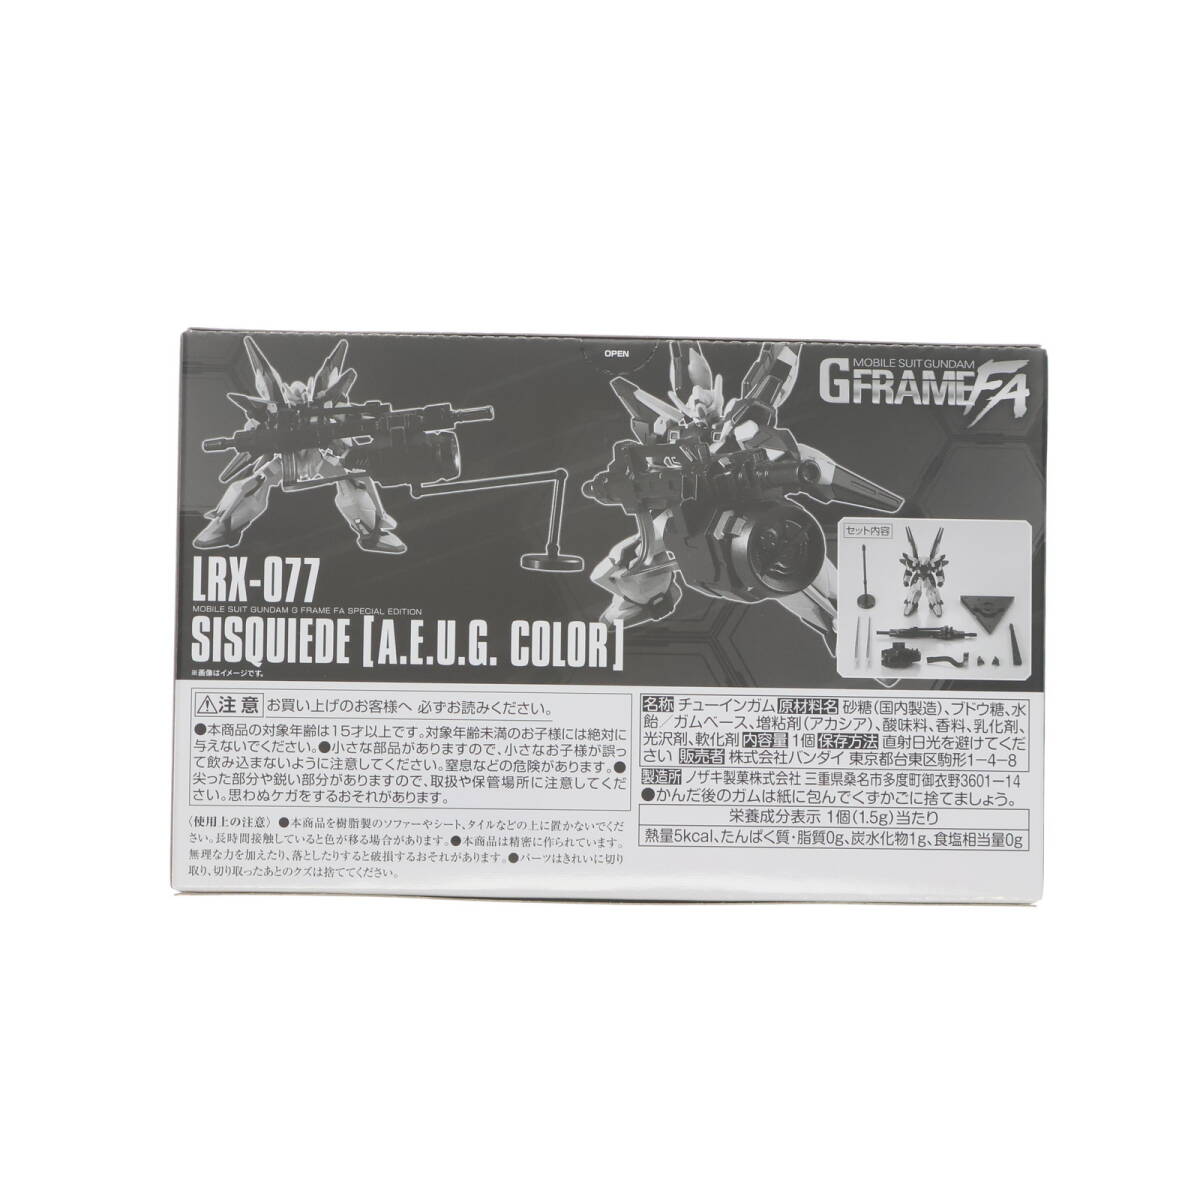 OPEN
MOBILE SUIT GUNDAM
GFRAMEFA
セット内容
LRX-077
MOBILE SUIT GUNDAM G FRAME FA SPECIAL EDITION
SISQUIEDE [A.E.U.G. COLOR]
※画像はイメージです。
⚠注意 お買い上げのお客様へ 必ずお読みください。
●本商品の対象年齢は15才以上です。対象年齢未満のお子様には絶対に
与えないでください。●小さな部品がありますので、小さなお子様が誤っ
て飲み込まないように注意してください。窒息などの危険があります。●
尖った部分や鋭い部分がありますので、取扱や保管場所に注意してくだ
さい。思わぬケガをするおそれがあります。
〈使用上の注意〉 ●本商品を樹脂製のソファーやシート、タイルなどの上に置かないでくだ
さい。長時間接触していると色が移る場合があります。●本商品は精密に作られています。
無理な力を加えたり、落としたりすると破損するおそれがあります。●パーツはきれいに切り
取り、切り取ったあとのクズは捨ててください。
名称 チューインガム 原材料名 砂糖(国内製造)、ブドウ糖、水
飴/ガムベース、増粘剤(アカシア)、酸味料、香料、乳化剤、
光沢剤、軟化剤 内容量 1個 保存方法 直射日光を避けてくだ
さい 販売者 株式会社バンダイ 東京都台東区駒形1-4-8
製造所 ノザキ製菓株式会社 三重県桑名市多度町御衣野3601-14
●かんだ後のガムは紙に包んでくずかごに捨てましょう。
栄養成分表示 1個(1.5g)当たり
熱量5kcal、たんぱく質・脂質0g、炭水化物1g、食塩相当量0g